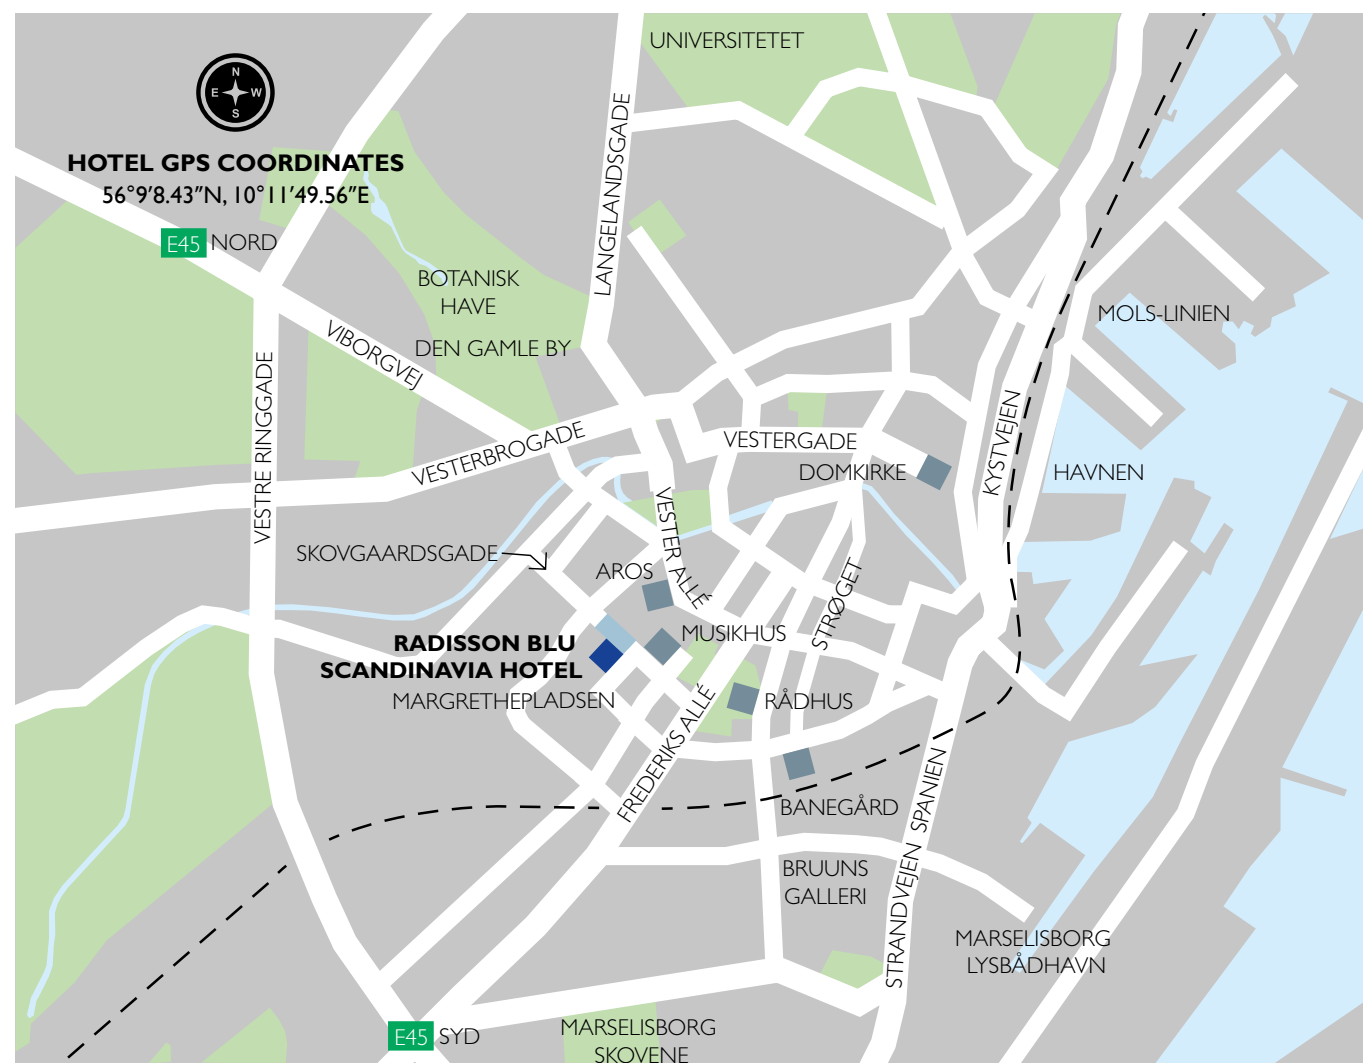 UNIVERSITETET
N
E W
S
HOTEL GPS COORDINATES
56°9'8.43"N, 10°11'49.56"E
E45 NORD
LANGELANDSGADE
BOTANISK
HAVE
DEN GAMLE BY
VIBORGVEJ
MOLS-LINIEN
VESTRE RINGGADE
VESTERBROGADE
VESTERGADE
DOMKIRKE
KYSTVEJEN
HAVNEN
VESTER ALLÉ
SKOVGAARDSGADE
AROS
STRØGET
MUSIKHUS
RADISSON BLU
SCANDINAVIA HOTEL
MARGRETHEPLADSEN
RÅDHUS
FREDERIKS ALLÉ
BANEGÅRD
SPANIEN
STRANDVEJEN
BRUUNS
GALLERI
MARSELISBORG
LYSBÅDHAVN
E45 SYD
MARSELISBORG
SKOVENE